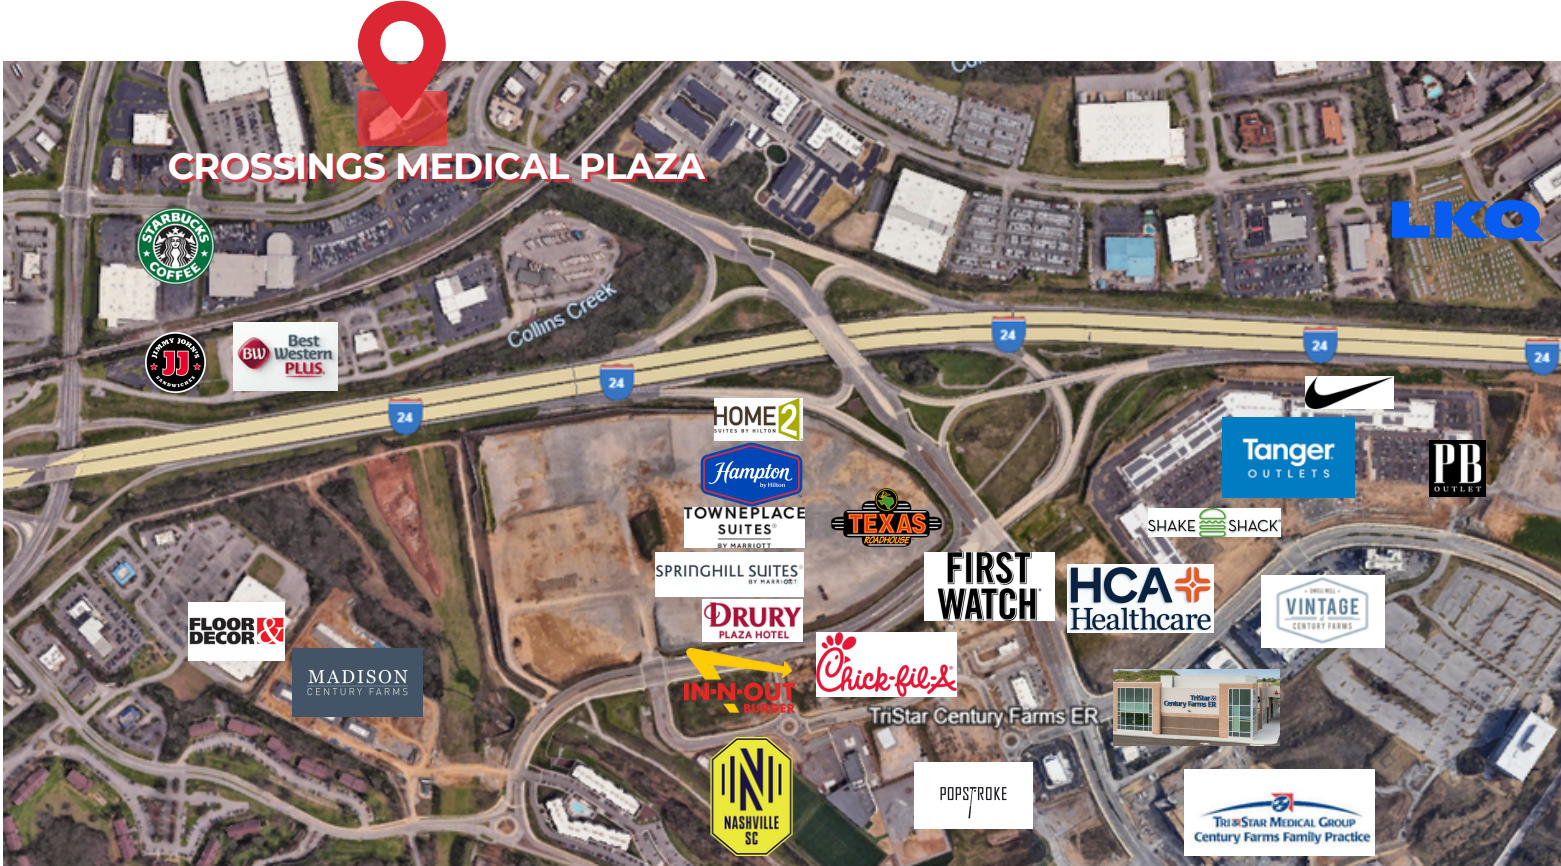 CROSSINGS MEDICAL PLAZA
STARBUCKS
COFFEE
LKQ
Collins Creek
JIMMY JOHN'S
JJ
SANDWICHES
BW
Best
Western
PLUS.
24
24
24
24
24
HOME2
SUITES BY HILTON
Hampton
by Hilton
TOWNEPLACE
SUITES®
BY MARRIOTT
SPRINGHILL SUITES®
BY MARRIOTT
DRURY
PLAZA HOTEL
IN-N-OUT
BURGER
TEXAS
ROADHOUSE
Tanger
OUTLETS
PB
OUTLET
SHAKE SHACK
FIRST
WATCH
HCA
Healthcare
VINTAGE
CENTURY FARMS
FLOOR &
DECOR
MADISON
CENTURY FARMS
Chick-fil-A
TriStar Century Farms ER
TriStar
Century Farms ER
NASHVILLE
SC
POPSTROKE
TRISTAR MEDICAL GROUP
Century Farms Family Practice